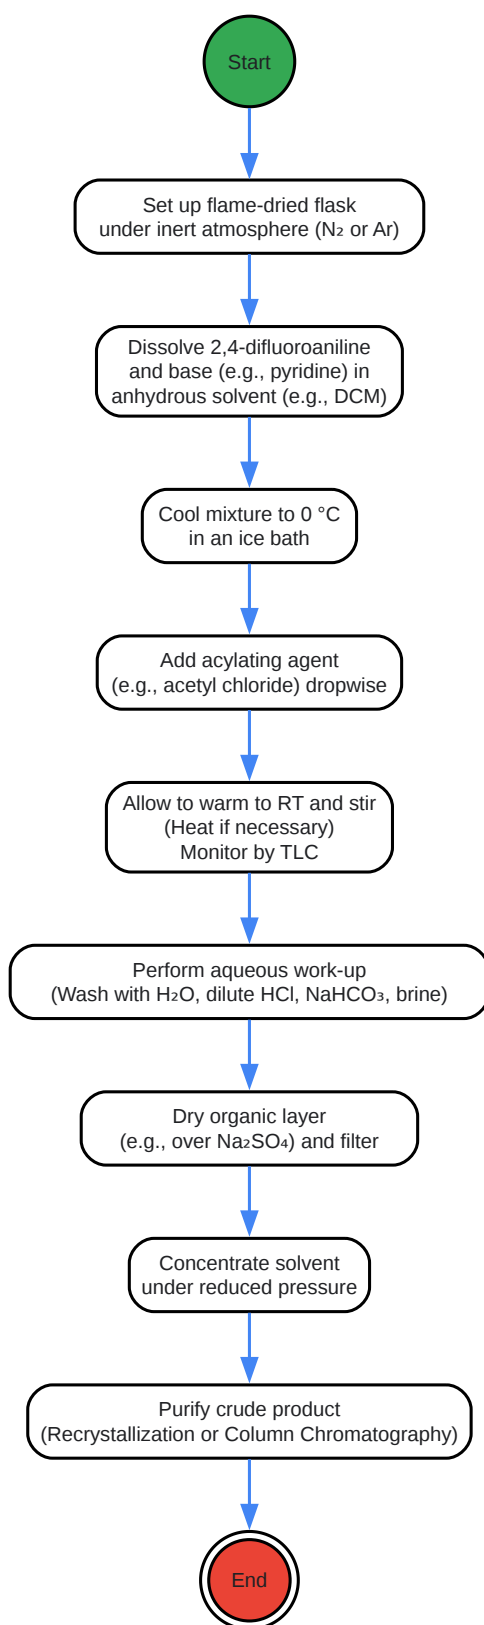 Start
Set up flame-dried flask
under inert atmosphere (N₂ or Ar)
Dissolve 2,4-difluoroaniline
and base (e.g., pyridine) in
anhydrous solvent (e.g., DCM)
Cool mixture to 0 °C
in an ice bath
Add acylating agent
(e.g., acetyl chloride) dropwise
Allow to warm to RT and stir
(Heat if necessary)
Monitor by TLC
Perform aqueous work-up
(Wash with H₂O, dilute HCl, NaHCO₃, brine)
Dry organic layer
(e.g., over Na₂SO₄) and filter
Concentrate solvent
under reduced pressure
Purify crude product
(Recrystallization or Column Chromatography)
End